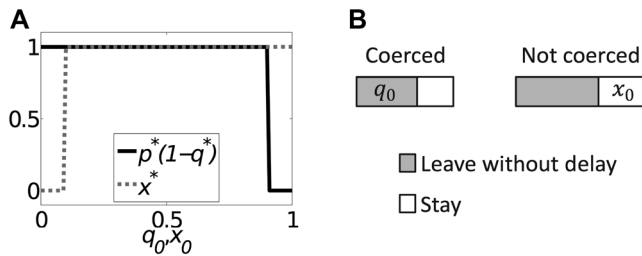 A
1
0.5
0
p*(1-q*)
x*
0 0.5 1
q₀,x₀
B
Coerced Not coerced
q₀ x₀
Leave without delay
Stay